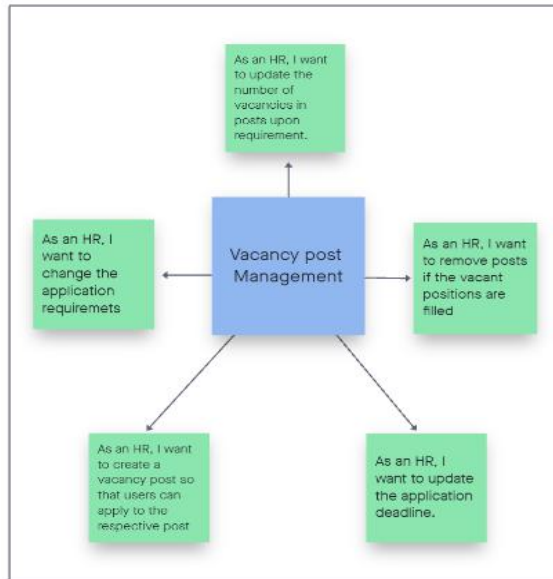 As an HR, I want
to update the
number of
vacancies in
posts upon
requirement.
As an HR, I
want to
change the
application
requiremets
Vacancy post
Management
As an HR, I want
to remove posts
if the vacant
positions are
filled
As an HR, I want
to create a
vacancy post so
that users can
apply to the
respective post
As an HR, I
want to update
the application
deadline.